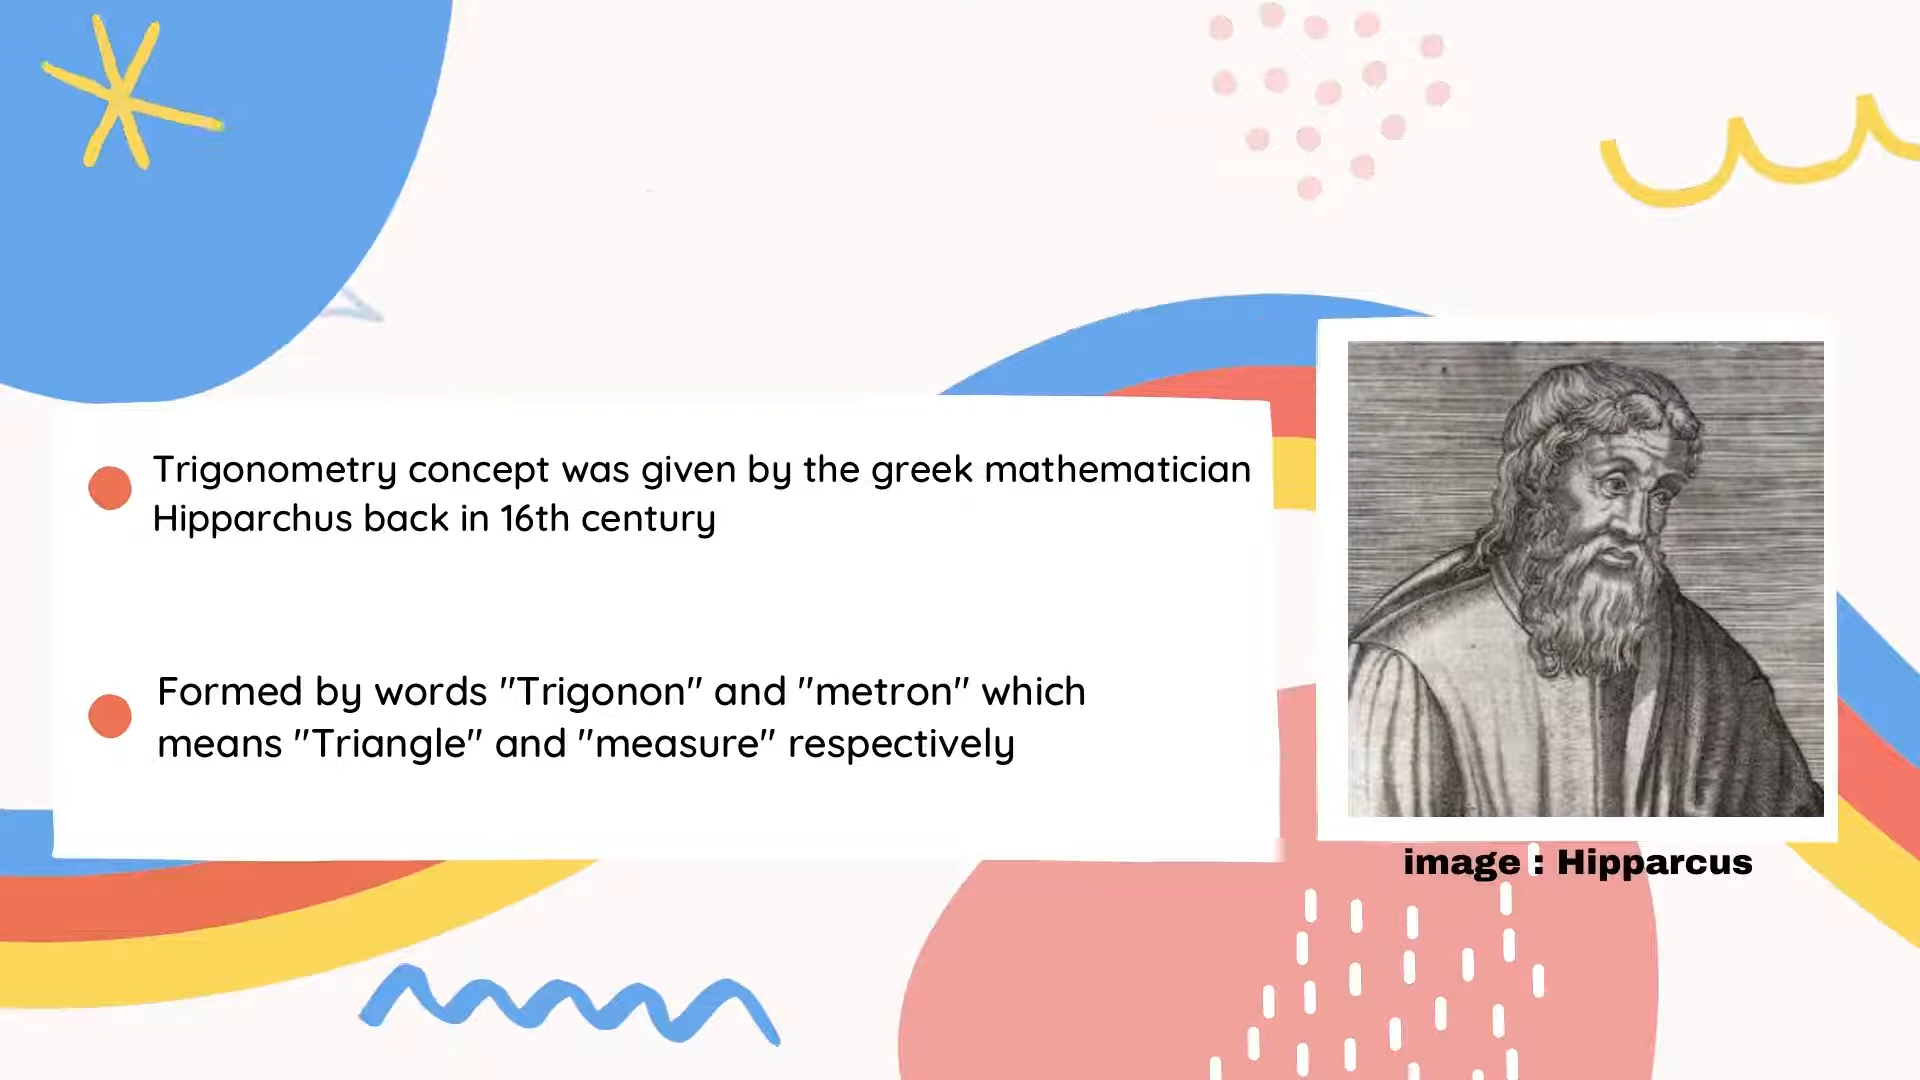 Trigonometry concept was given by the greek mathematician
Hipparchus back in 16th century
Formed by words "Trigonon" and "metron" which
means "Triangle" and "measure" respectively
image : Hipparcus